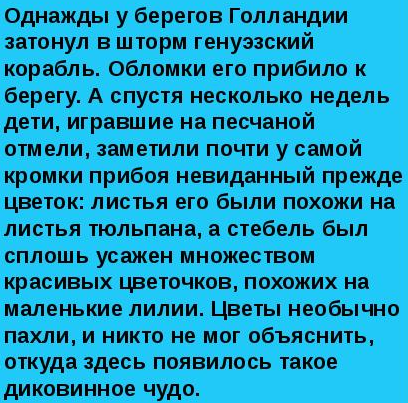 Однажды у берегов Голландии
затонул в шторм генуэзский
корабль. Обломки его прибило к
берегу. А спустя несколько недель
дети, игравшие на песчаной
отмели, заметили почти у самой
кромки прибоя невиданный прежде
цветок: листья его были похожи на
листья тюльпана, а стебель был
сплошь усажен множеством
красивых цветочков, похожих на
маленькие лилии. Цветы необычно
пахли, и никто не мог объяснить,
откуда здесь появилось такое
диковинное чудо.